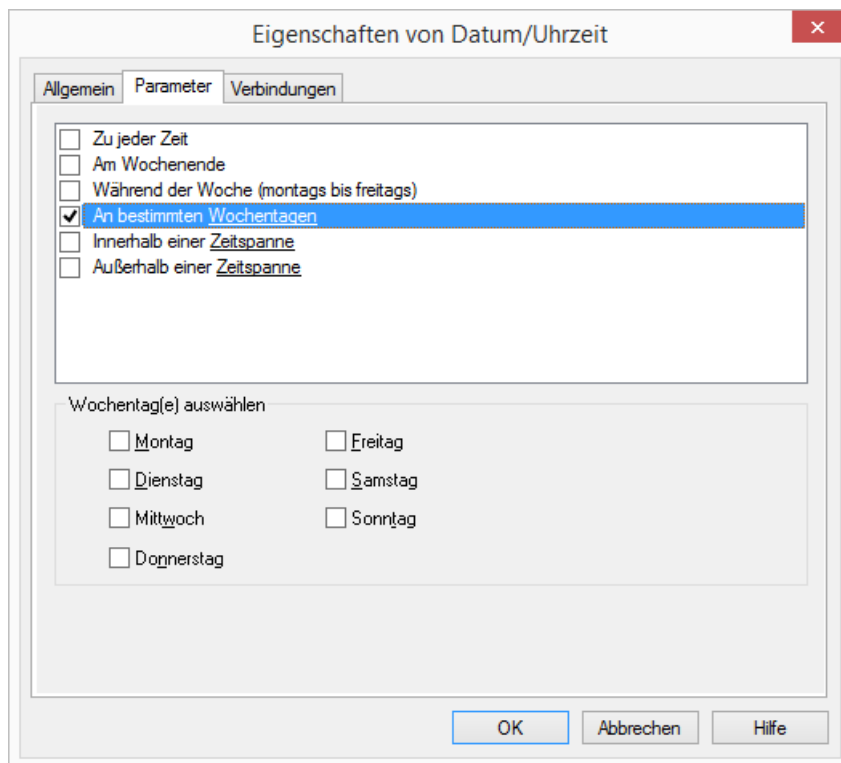 Eigenschaften von Datum/Uhrzeit
Allgemein Parameter Verbindungen
Zu jeder Zeit
Am Wochenende
Während der Woche (montags bis freitags)
An bestimmten Wochentagen
Innerhalb einer Zeitspanne
Außerhalb einer Zeitspanne
Wochentag(e) auswählen
Montag Freitag
Dienstag Samstag
Mittwoch Sonntag
Donnerstag
OK Abbrechen Hilfe